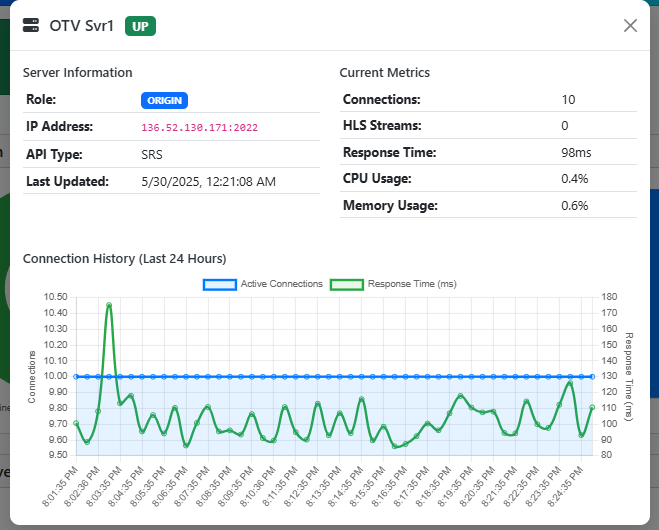 OTV Svr1 UP
Server Information
Role: ORIGIN
IP Address: 136.52.130.171:2022
API Type: SRS
Last Updated: 5/30/2025, 12:21:08 AM
Current Metrics
Connections: 10
HLS Streams: 0
Response Time: 98ms
CPU Usage: 0.4%
Memory Usage: 0.6%
Connection History (Last 24 Hours)
Active Connections Response Time (ms)
Connections
10.50
10.40
10.30
10.20
10.10
10.00
9.90
9.80
9.70
9.60
9.50
180
170
160
150
140
130
120
110
100
90
80
Response Time (ms)
8:01:35 PM
8:02:36 PM
8:03:35 PM
8:04:35 PM
8:05:35 PM
8:06:35 PM
8:07:35 PM
8:08:35 PM
8:09:35 PM
8:10:36 PM
8:11:35 PM
8:12:35 PM
8:13:35 PM
8:14:35 PM
8:15:35 PM
8:16:35 PM
8:17:35 PM
8:18:35 PM
8:19:35 PM
8:20:35 PM
8:21:35 PM
8:22:35 PM
8:23:35 PM
8:24:35 PM